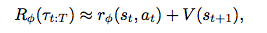 R_ϕ(τ_{t:T}) ≈ r_ϕ(s_t, a_t) + V(s_{t+1}),